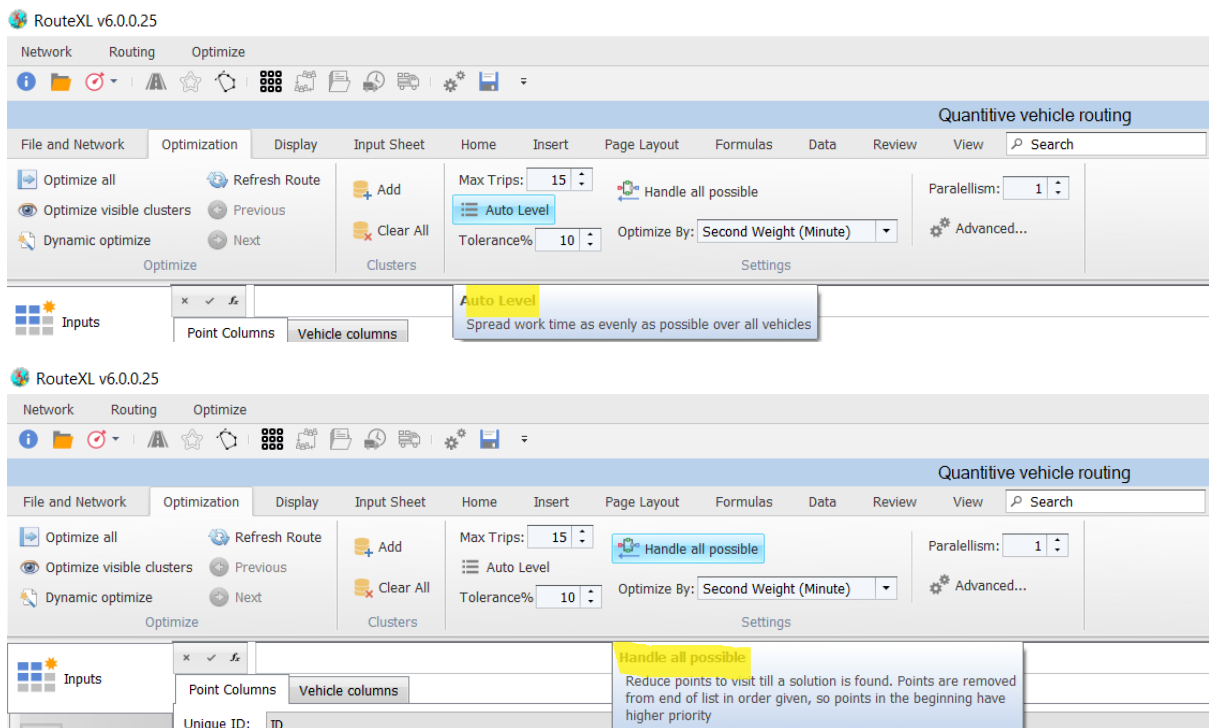 RouteXL v6.0.0.25
Network Routing Optimize
Quantitive vehicle routing
File and Network Optimization Display Input Sheet Home Insert Page Layout Formulas Data Review View Search
Optimize all Refresh Route Add Max Trips: 15 Handle all possible Paralellism: 1
Optimize visible clusters Previous Auto Level
Dynamic optimize Next Clear All Tolerance% 10 Optimize By: Second Weight (Minute) Advanced...
Optimize Clusters Settings
Inputs × ✓ fx Auto Level
Point Columns Vehicle columns Spread work time as evenly as possible over all vehicles
RouteXL v6.0.0.25
Network Routing Optimize
Quantitive vehicle routing
File and Network Optimization Display Input Sheet Home Insert Page Layout Formulas Data Review View Search
Optimize all Refresh Route Add Max Trips: 15 Handle all possible Paralellism: 1
Optimize visible clusters Previous Auto Level
Dynamic optimize Next Clear All Tolerance% 10 Optimize By: Second Weight (Minute) Advanced...
Optimize Clusters Settings
Inputs × ✓ fx Handle all possible
Point Columns Vehicle columns Reduce points to visit till a solution is found. Points are removed
from end of list in order given, so points in the beginning have
higher priority
Unique ID: ID